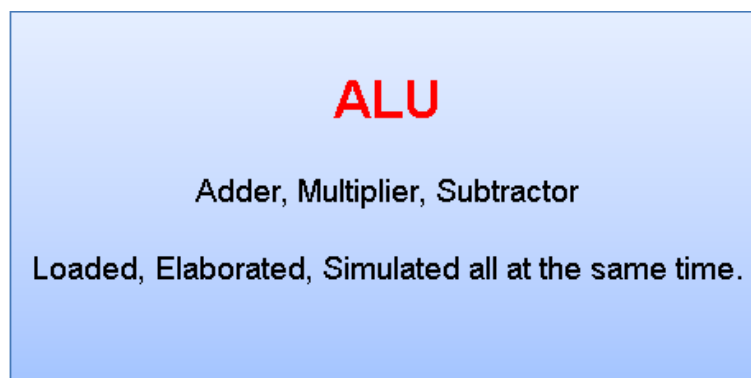 ALU
Adder, Multiplier, Subtractor
Loaded, Elaborated, Simulated all at the same time.